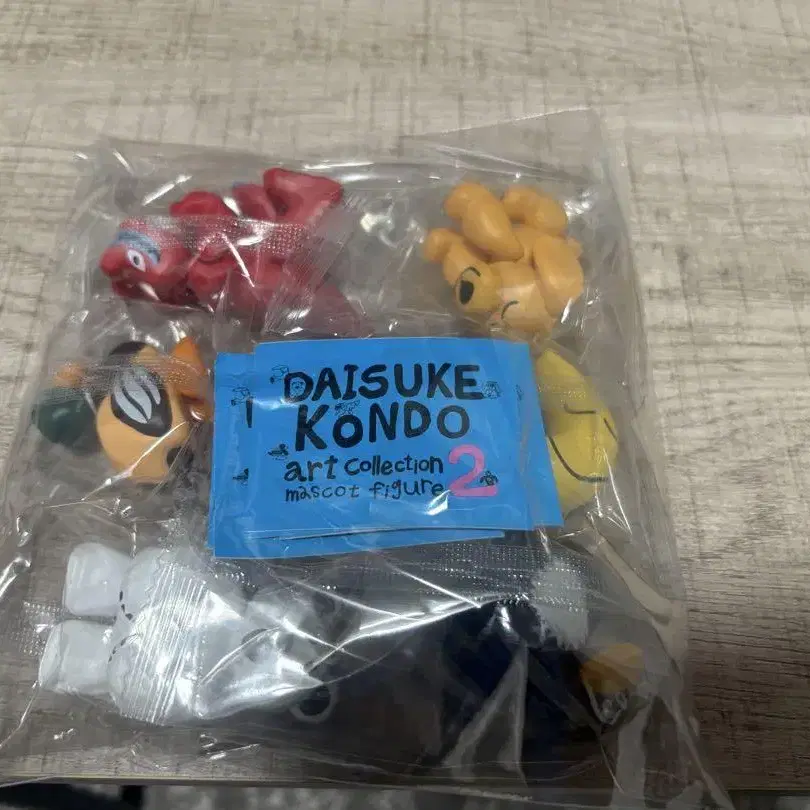 DAISUKE
KONDO
art collection
mascot figure 2